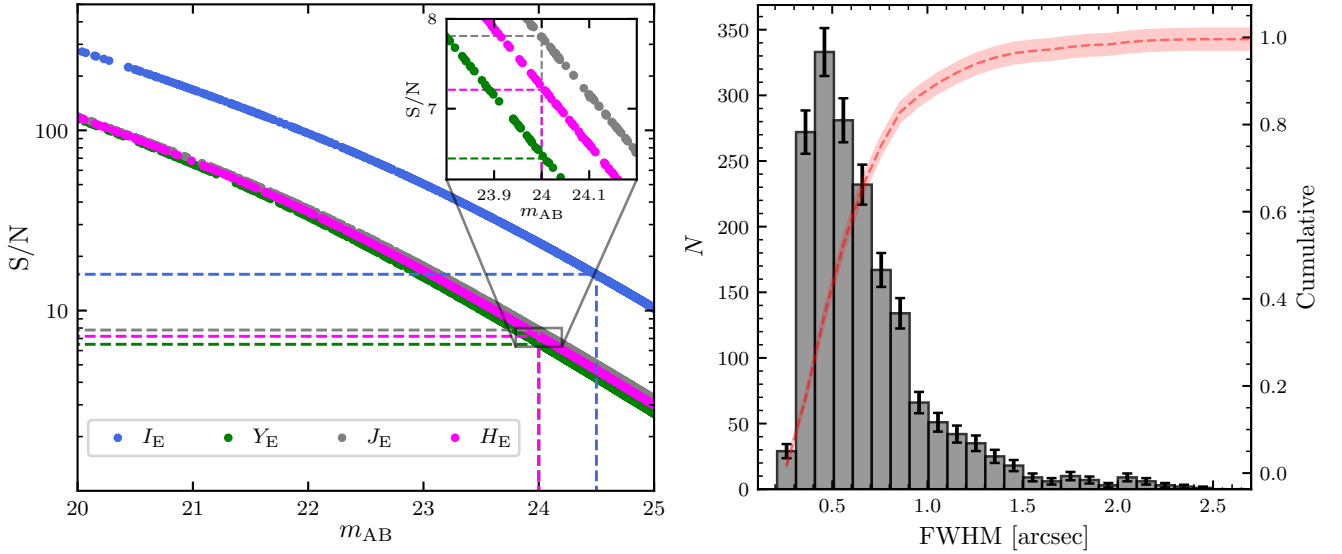 S/N
100
10
20
21
22
23
24
25
m_AB
I_E Y_E J_E H_E
S/N
8
7
23.9 24 24.1
m_AB
N
350
300
250
200
150
100
50
0
0.5 1.0 1.5 2.0 2.5
FWHM [arcsec]
1.0
0.8
0.6
0.4
0.2
0.0
Cumulative